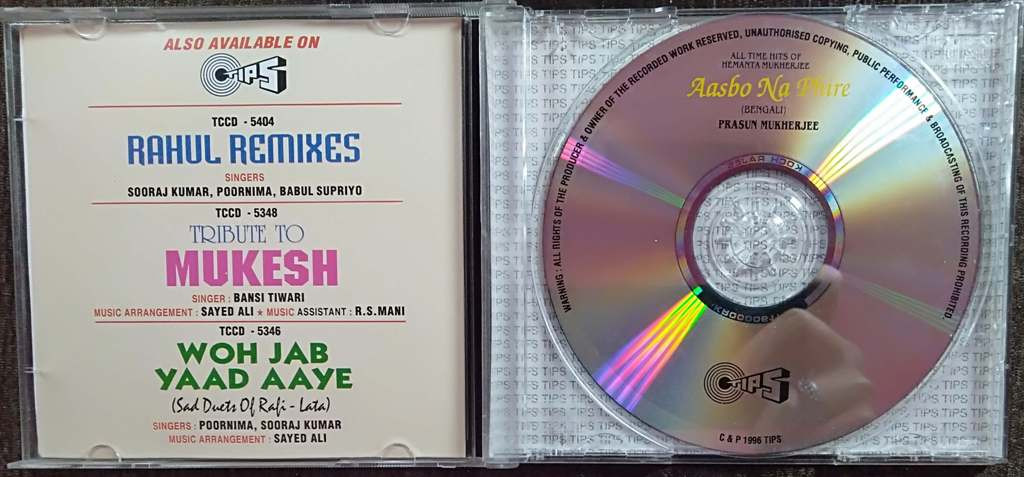 ALSO AVAILABLE ON
TIPS
TCCD - 5404
RAHUL REMIXES
SINGERS
SOORAJ KUMAR, POORNIMA, BABUL SUPRIYO
TCCD - 5348
TRIBUTE TO
MUKESH
SINGER : BANSI TIWARI
MUSIC ARRANGEMENT : SAYED ALI ★ MUSIC ASSISTANT : R.S.MANI
TCCD - 5346
WOH JAB
YAAD AAYE
(Sad Duets Of Rafi - Lata)
SINGERS : POORNIMA, SOORAJ KUMAR
MUSIC ARRANGEMENT : SAYED ALI
WARNING : ALL RIGHTS OF THE PRODUCER & OWNER OF THE RECORDED WORK RESERVED, UNAUTHORISED COPYING, PUBLIC PERFORMANCE & BROADCASTING OF THIS RECORDING PROHIBITED
ALL TIME HITS OF
HEMANTA MUKHERJEE
Aasbo Na Phire
(BENGALI)
PRASUN MUKHERJEE
TIPS
C & P 1996 TIPS